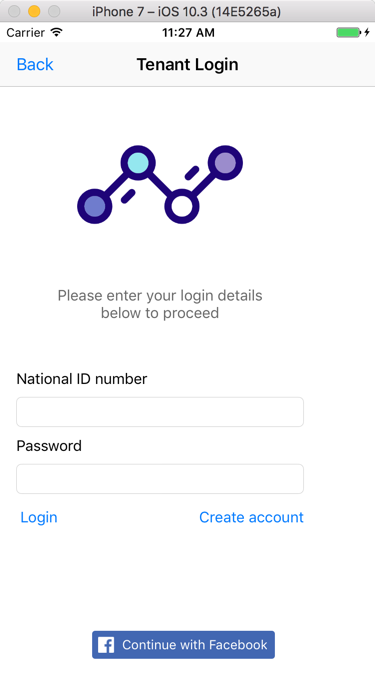 iPhone 7 – iOS 10.3 (14E5265a)
Carrier 11:27 AM
Back Tenant Login
Please enter your login details
below to proceed
National ID number
Password
Login Create account
Continue with Facebook